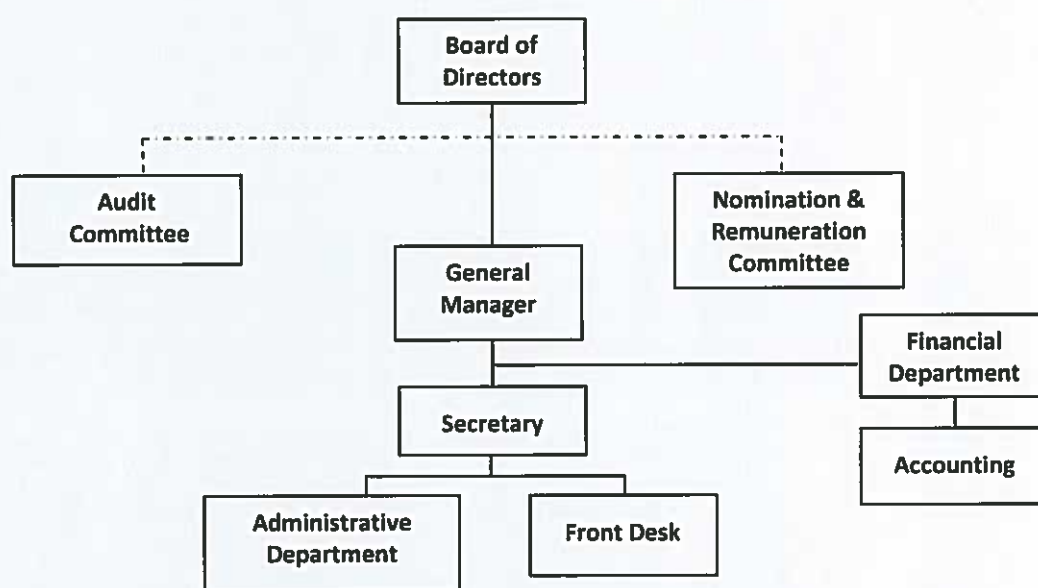 Board of
Directors
Audit
Committee
Nomination &
Remuneration
Committee
General
Manager
Financial
Department
Secretary
Accounting
Administrative
Department
Front Desk